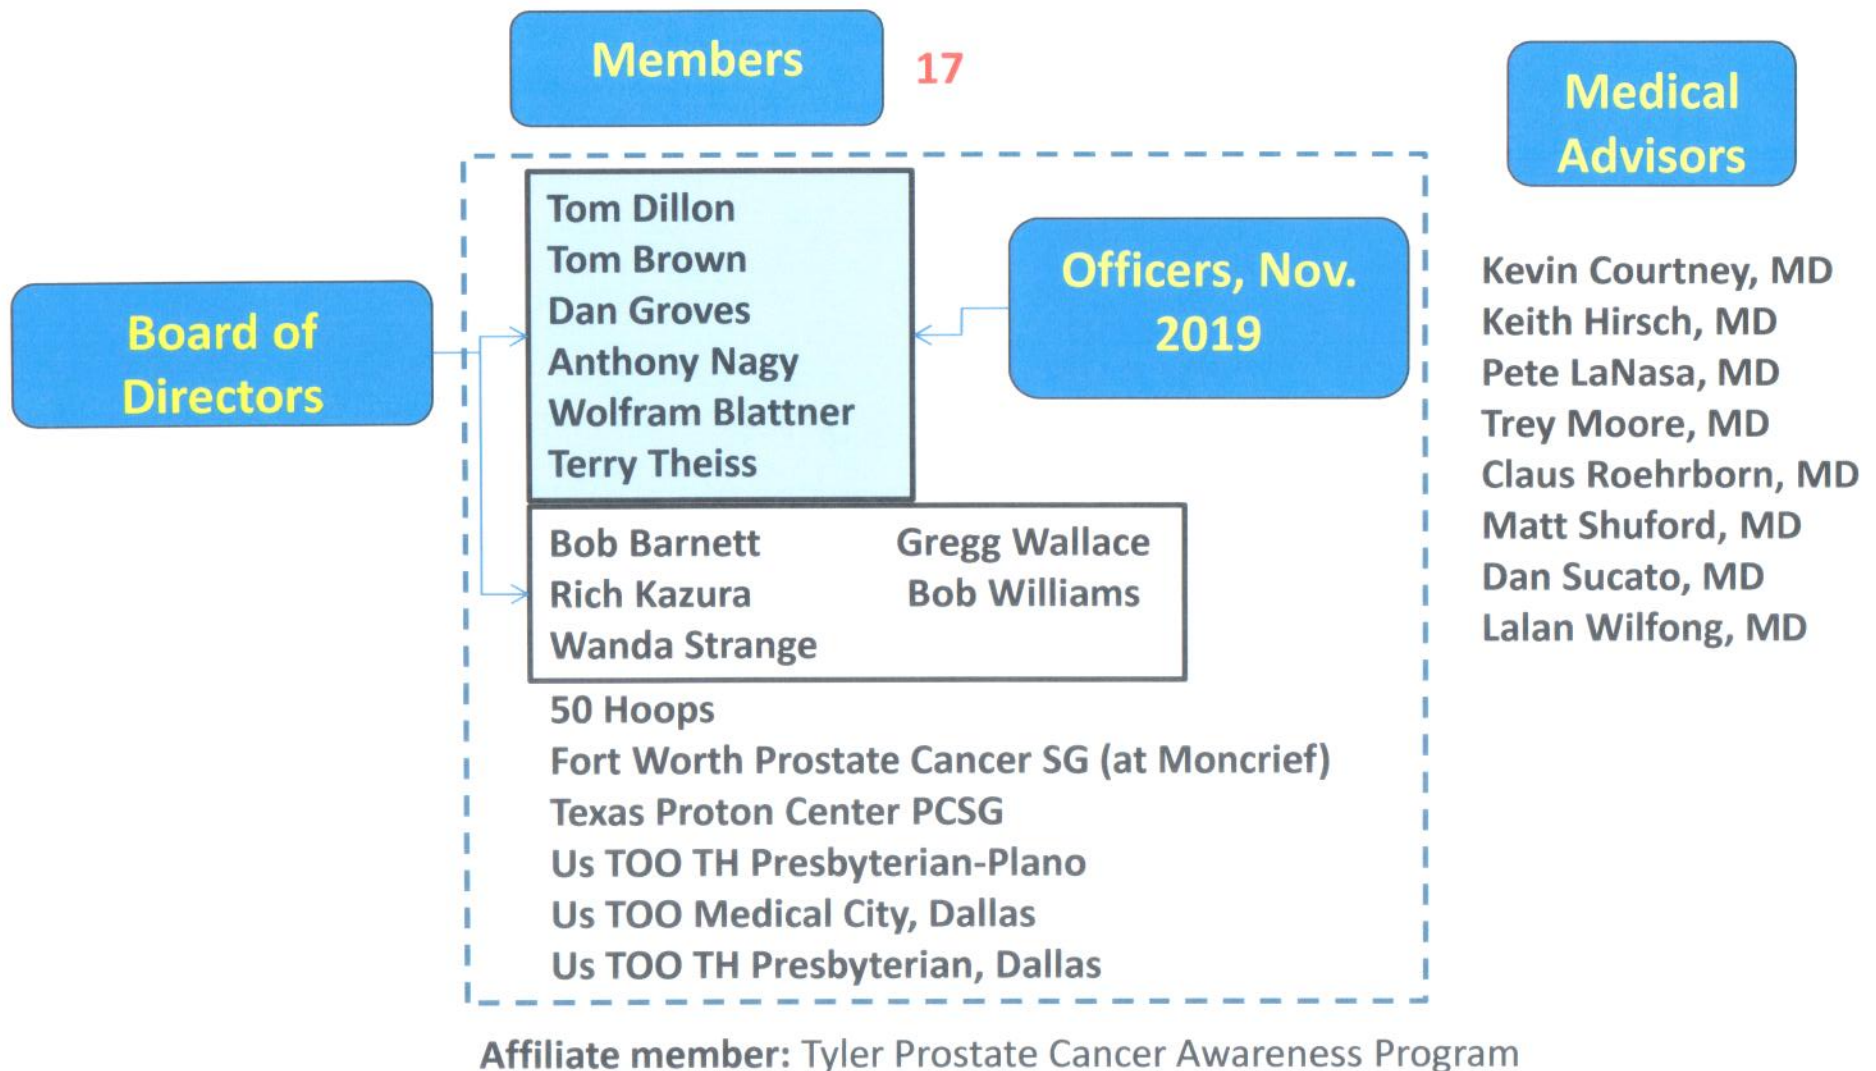 Members
17
Medical
Advisors
Board of
Directors
Tom Dillon
Tom Brown
Dan Groves
Anthony Nagy
Wolfram Blattner
Terry Theiss
Officers, Nov.
2019
Bob Barnett Gregg Wallace
Rich Kazura Bob Williams
Wanda Strange
50 Hoops
Fort Worth Prostate Cancer SG (at Moncrief)
Texas Proton Center PCSG
Us TOO TH Presbyterian-Plano
Us TOO Medical City, Dallas
Us TOO TH Presbyterian, Dallas
Affiliate member: Tyler Prostate Cancer Awareness Program
Kevin Courtney, MD
Keith Hirsch, MD
Pete LaNasa, MD
Trey Moore, MD
Claus Roehrborn, MD
Matt Shuford, MD
Dan Sucato, MD
Lalan Wilfong, MD